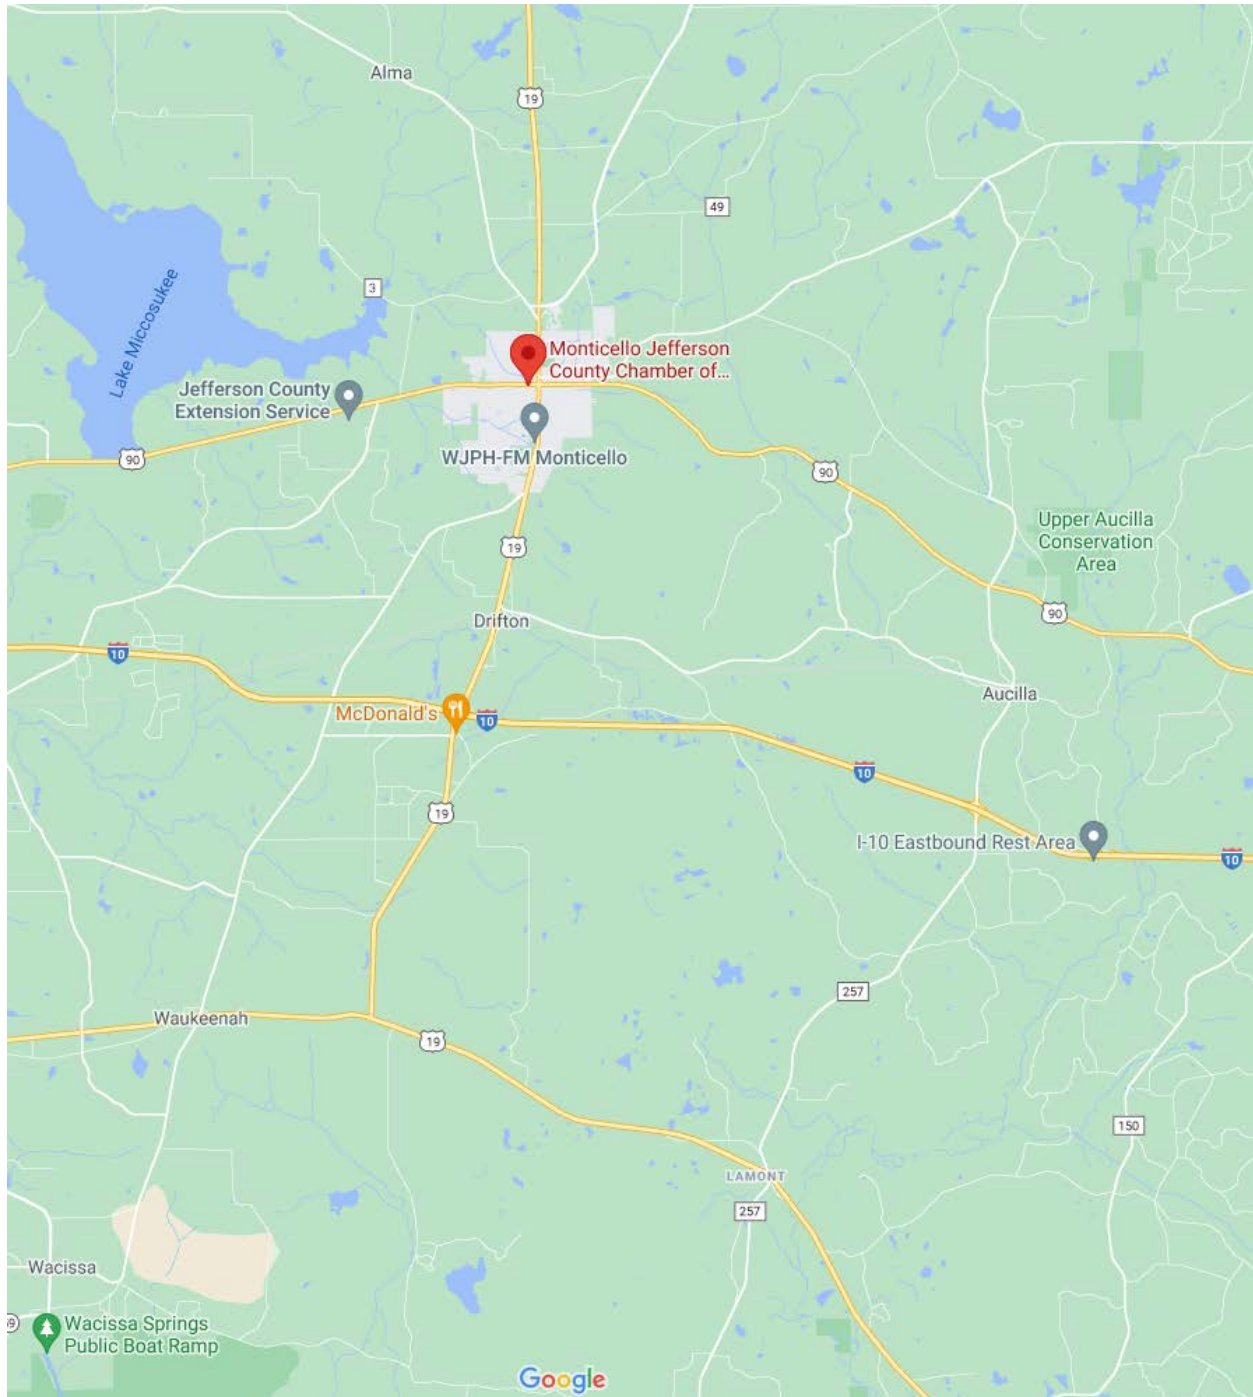 Alma
19
49
3
Lake Miccosukee
Monticello Jefferson
County Chamber of...
Jefferson County
Extension Service
90
WJPH-FM Monticello
90
Upper Aucilla
Conservation
Area
19
90
Drifton
10
Aucilla
McDonald's
10
10
19
I-10 Eastbound Rest Area
10
257
Waukeenah
19
150
LAMONT
257
Wacissa
Wacissa Springs
Public Boat Ramp
Google